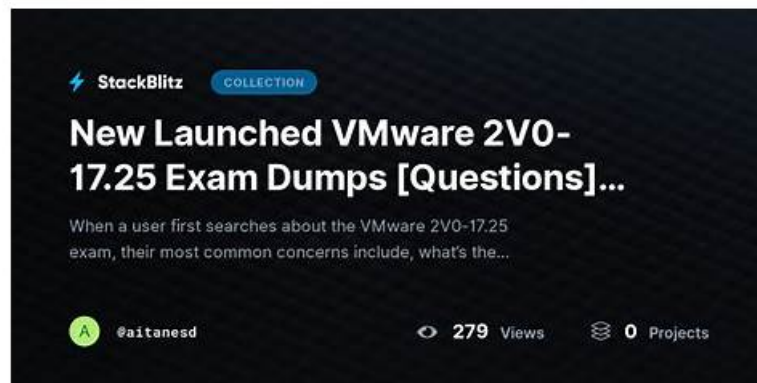 StackBlitz COLLECTION
New Launched VMware 2V0-
17.25 Exam Dumps [Questions]...
When a user first searches about the VMware 2V0-17.25
exam, their most common concerns include, what's the...
A @aitanesd 279 Views 0 Projects